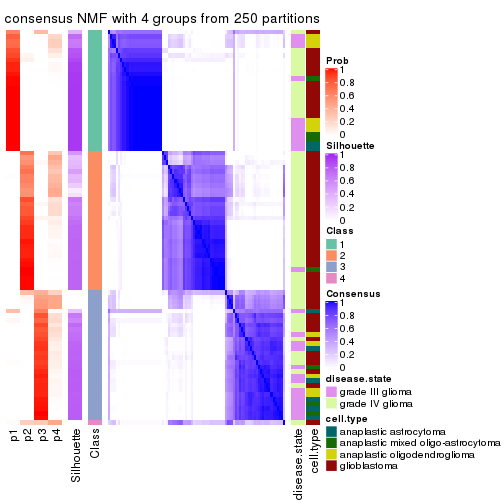 consensus NMF with 4 groups from 250 partitions
Prob
1
0.8
0.6
0.4
0.2
0
Silhouette
1
0.8
0.6
0.4
0.2
0
Class
1
2
3
4
Consensus
1
0.8
0.6
0.4
0.2
0
disease.state
grade III glioma
grade IV glioma
cell.type
anaplastic astrocytoma
anaplastic mixed oligo-astrocytoma
anaplastic oligodendroglioma
glioblastoma
p1
p2
p3
p4
Silhouette
Class
disease.state
cell.type